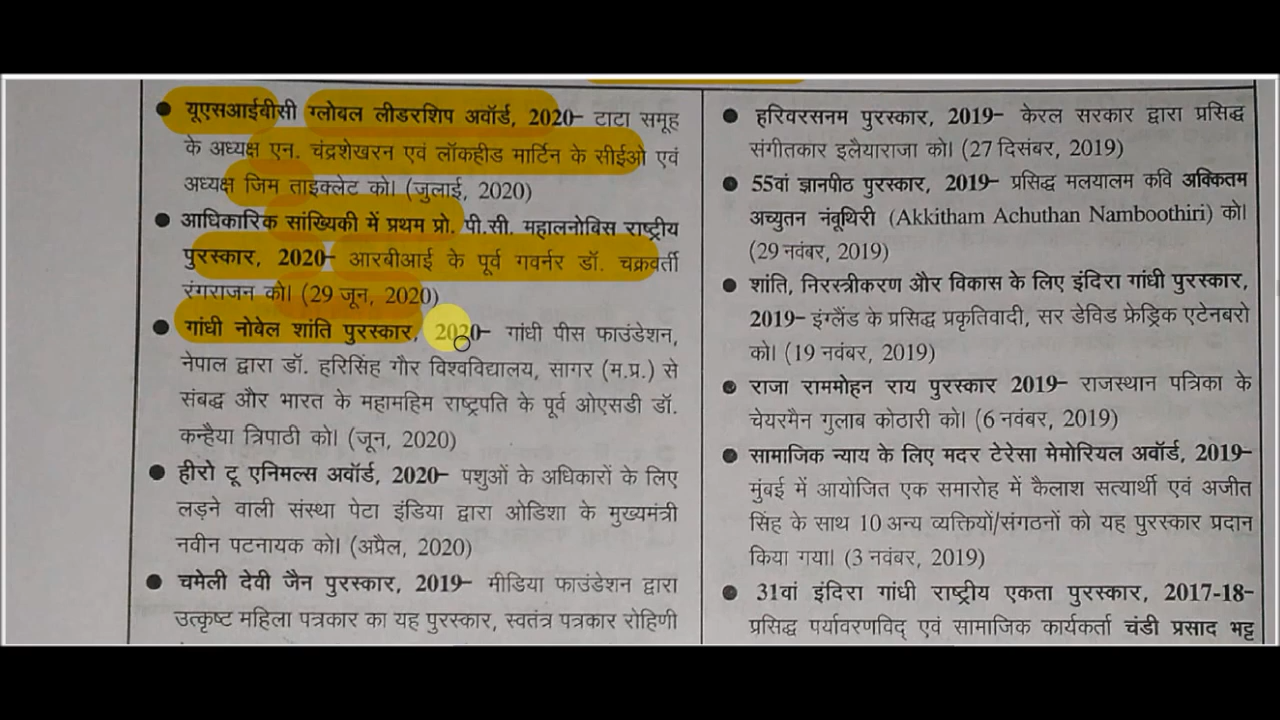 ● यूएसआईबीसी ग्लोबल लीडरशिप अवॉर्ड, 2020– टाटा समूह
के अध्यक्ष एन. चंद्रशेखरन एवं लॉकहीड मार्टिन के सीईओ एवं
अध्यक्ष जिम ताइक्लेट को। (जुलाई, 2020)
● आधिकारिक सांख्यिकी में प्रथम प्रो. पी.सी. महालनोबिस राष्ट्रीय
पुरस्कार, 2020– आरबीआई के पूर्व गवर्नर डॉ. चक्रवर्ती
रंगराजन को। (29 जून, 2020)
● गांधी नोबेल शांति पुरस्कार, 2020– गांधी पीस फाउंडेशन,
नेपाल द्वारा डॉ. हरिसिंह गौर विश्वविद्यालय, सागर (म.प्र.) से
संबद्ध और भारत के महामहिम राष्ट्रपति के पूर्व ओएसडी डॉ.
कन्हैया त्रिपाठी को। (जून, 2020)
● हीरो टू एनिमल्स अवॉर्ड, 2020– पशुओं के अधिकारों के लिए
लड़ने वाली संस्था पेटा इंडिया द्वारा ओडिशा के मुख्यमंत्री
नवीन पटनायक को। (अप्रैल, 2020)
● चमेली देवी जैन पुरस्कार, 2019– मीडिया फाउंडेशन द्वारा
उत्कृष्ट महिला पत्रकार का यह पुरस्कार, स्वतंत्र पत्रकार रोहिणी
● हरिवरसनम पुरस्कार, 2019– केरल सरकार द्वारा प्रसिद्ध
संगीतकार इलैयाराजा को। (27 दिसंबर, 2019)
● 55वां ज्ञानपीठ पुरस्कार, 2019– प्रसिद्ध मलयालम कवि अक्कितम
अच्युतन नंबूथिरी (Akkitham Achuthan Namboothiri) को।
(29 नवंबर, 2019)
● शांति, निरस्त्रीकरण और विकास के लिए इंदिरा गांधी पुरस्कार,
2019– इंग्लैंड के प्रसिद्ध प्रकृतिवादी, सर डेविड फ्रेड्रिक एटेनबरो
को। (19 नवंबर, 2019)
● राजा राममोहन राय पुरस्कार 2019– राजस्थान पत्रिका के
चेयरमैन गुलाब कोठारी को। (6 नवंबर, 2019)
● सामाजिक न्याय के लिए मदर टेरेसा मेमोरियल अवॉर्ड, 2019–
मुंबई में आयोजित एक समारोह में कैलाश सत्यार्थी एवं अजीत
सिंह के साथ 10 अन्य व्यक्तियों/संगठनों को यह पुरस्कार प्रदान
किया गया। (3 नवंबर, 2019)
● 31वां इंदिरा गांधी राष्ट्रीय एकता पुरस्कार, 2017-18–
प्रसिद्ध पर्यावरणविद् एवं सामाजिक कार्यकर्ता चंडी प्रसाद भट्ट